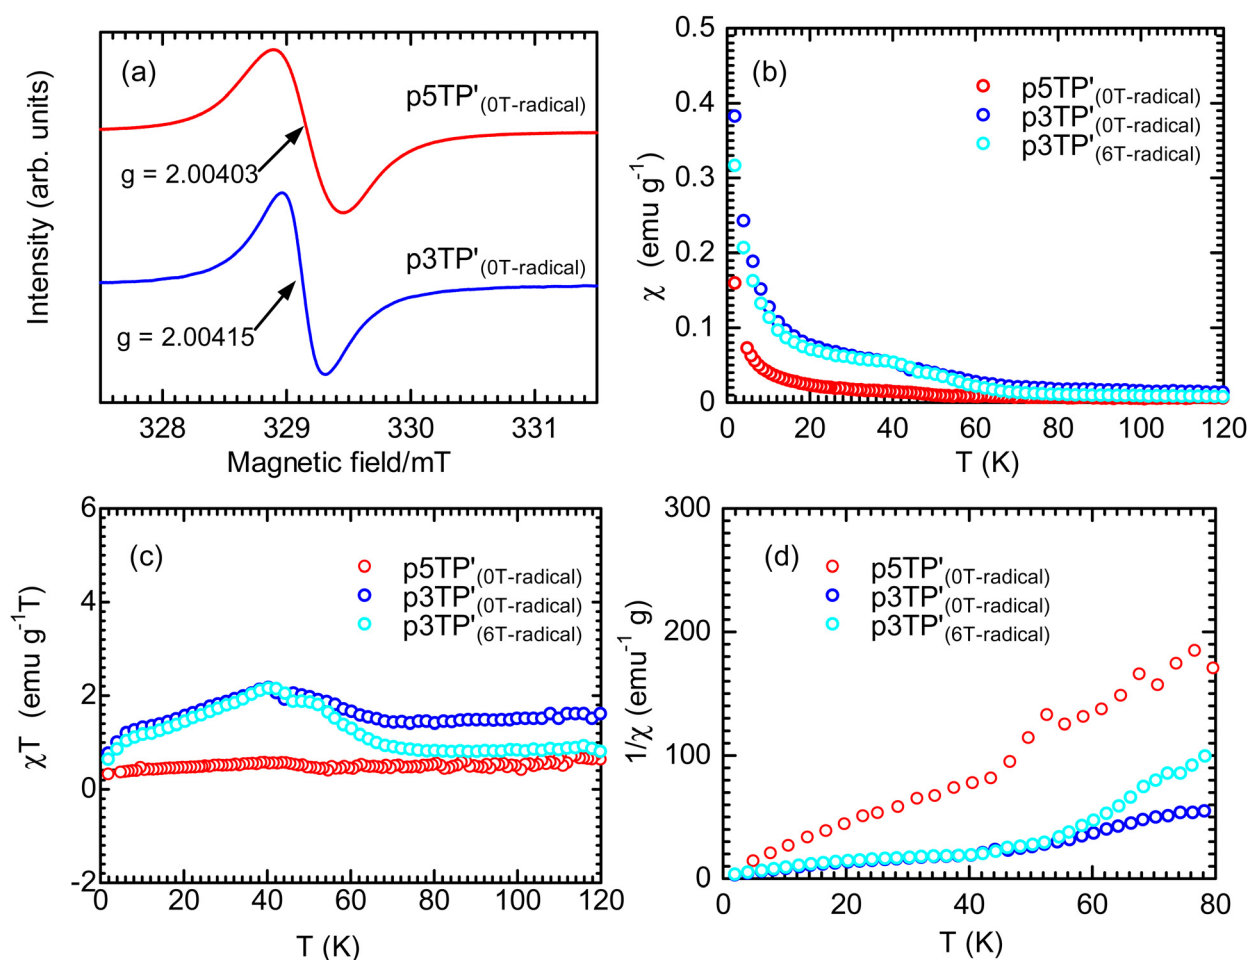 (a)
p5TP'(0T-radical)
g = 2.00403
p3TP'(0T-radical)
g = 2.00415
Intensity (arb. units)
328 329 330 331
Magnetic field/mT
(b)
p5TP'(0T-radical)
p3TP'(0T-radical)
p3TP'(6T-radical)
χ (emu g⁻¹)
0.5
0.4
0.3
0.2
0.1
0
0 20 40 60 80 100 120
T (K)
(c)
p5TP'(0T-radical)
p3TP'(0T-radical)
p3TP'(6T-radical)
χT (emu g⁻¹T)
6
4
2
0
-2
0 20 40 60 80 100 120
T (K)
(d)
p5TP'(0T-radical)
p3TP'(0T-radical)
p3TP'(6T-radical)
1/χ (emu⁻¹ g)
300
200
100
0
0 20 40 60 80
T (K)